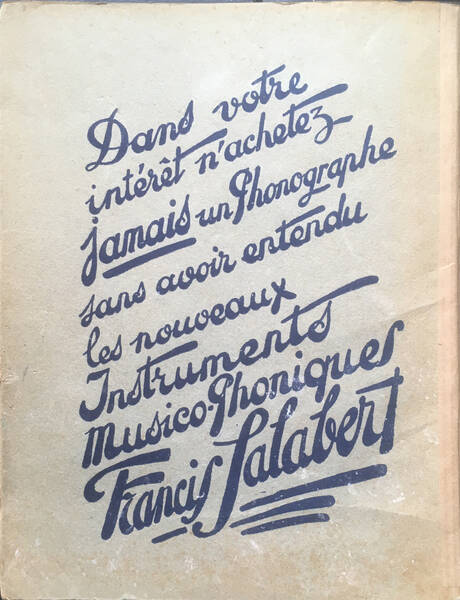 Dans votre
intérêt n'achetez
jamais un Phonographe
sans avoir entendu
les nouveaux
Instruments
Musico-Phoniques
Francis Salabert